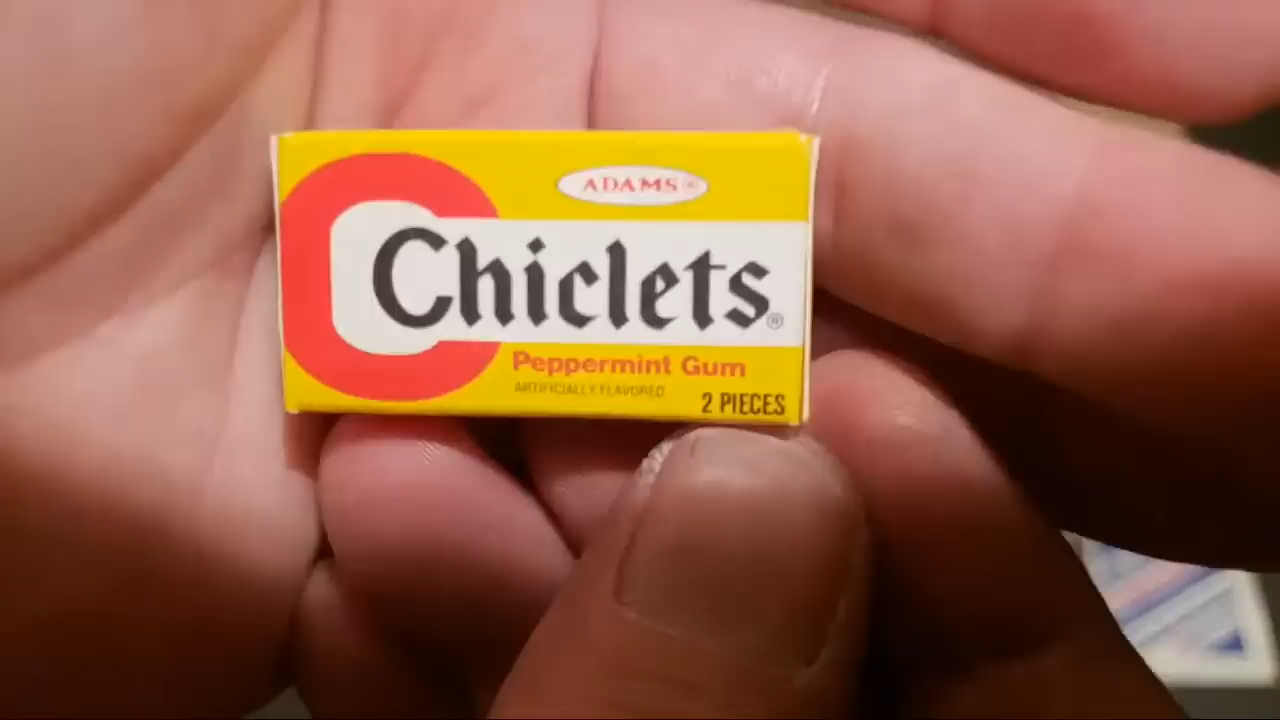 ADAMS®
Chiclets®
Peppermint Gum
ARTIFICIALLY FLAVORED
2 PIECES